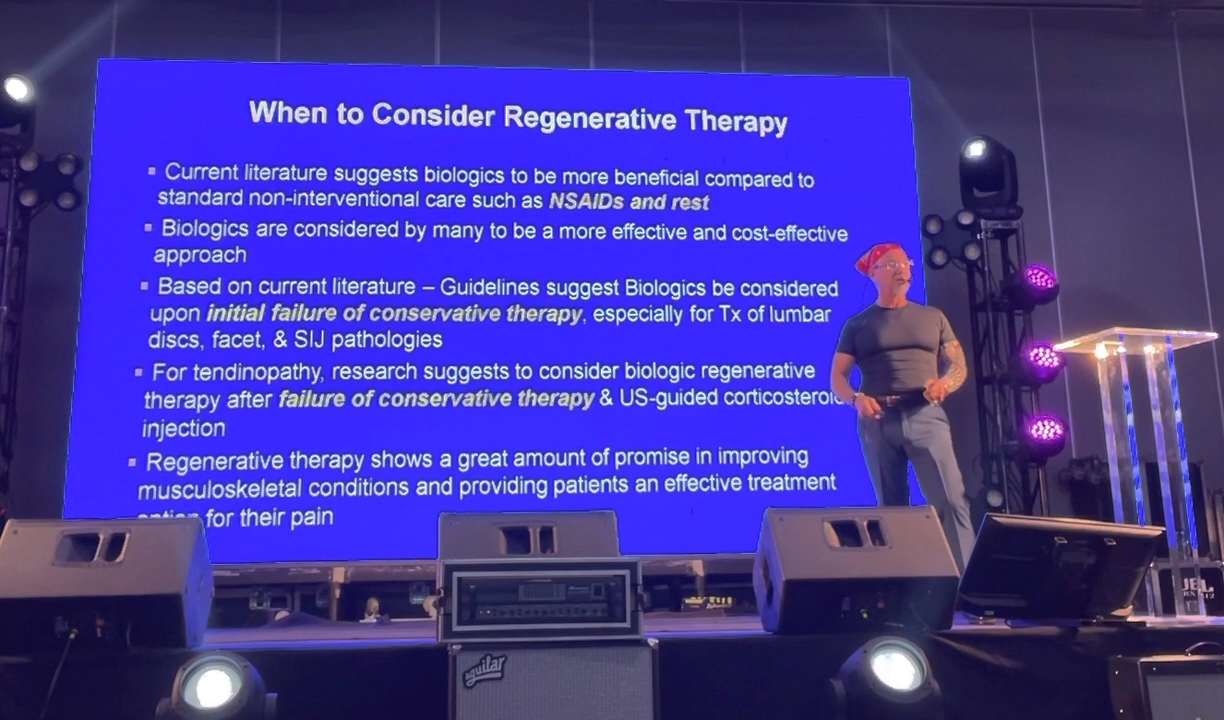 When to Consider Regenerative Therapy
▪ Current literature suggests biologics to be more beneficial compared to
standard non-interventional care such as NSAIDs and rest
▪ Biologics are considered by many to be a more effective and cost-effective
approach
▪ Based on current literature – Guidelines suggest Biologics be considered
upon initial failure of conservative therapy, especially for Tx of lumbar
discs, facet, & SIJ pathologies
▪ For tendinopathy, research suggests to consider biologic regenerative
therapy after failure of conservative therapy & US-guided
injection
▪ Regenerative therapy shows a great amount of promise in improving
musculoskeletal conditions and providing patients an effective treatment
for their pain
aguilar